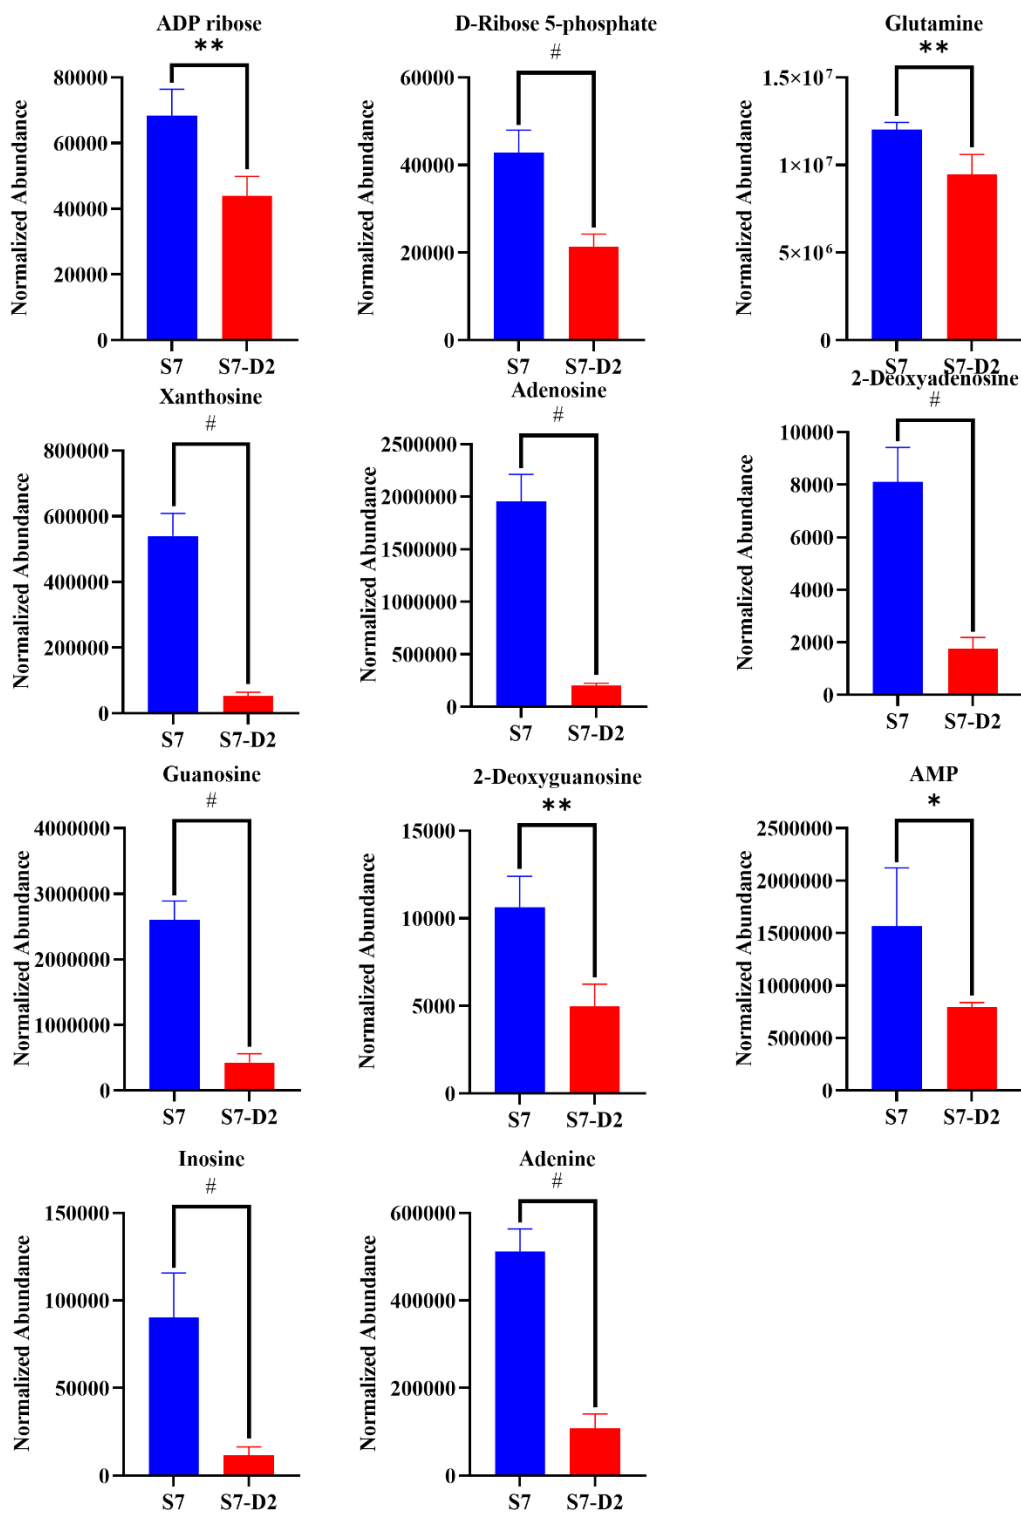 ADP ribose
**
Normalized Abundance
80000
60000
40000
20000
0
S7 S7-D2
D-Ribose 5-phosphate
#
Normalized Abundance
60000
40000
20000
0
S7 S7-D2
Glutamine
**
Normalized Abundance
1.5×10⁷
1×10⁷
5×10⁶
0
S7 S7-D2
Xanthosine
#
Normalized Abundance
800000
600000
400000
200000
0
S7 S7-D2
Adenosine
#
Normalized Abundance
2500000
2000000
1500000
1000000
500000
0
S7 S7-D2
2-Deoxyadenosine
#
Normalized Abundance
10000
8000
6000
4000
2000
0
S7 S7-D2
Guanosine
#
Normalized Abundance
4000000
3000000
2000000
1000000
0
S7 S7-D2
2-Deoxyguanosine
**
Normalized Abundance
15000
10000
5000
0
S7 S7-D2
AMP
*
Normalized Abundance
2500000
2000000
1500000
1000000
500000
0
S7 S7-D2
Inosine
#
Normalized Abundance
150000
100000
50000
0
S7 S7-D2
Adenine
#
Normalized Abundance
600000
400000
200000
0
S7 S7-D2